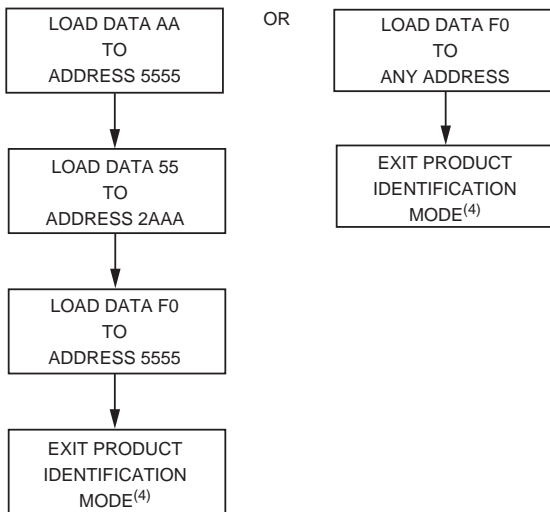 LOAD DATA AA
TO
ADDRESS 5555
LOAD DATA 55
TO
ADDRESS 2AAA
LOAD DATA F0
TO
ADDRESS 5555
EXIT PRODUCT
IDENTIFICATION
MODE(4)
OR
LOAD DATA F0
TO
ANY ADDRESS
EXIT PRODUCT
IDENTIFICATION
MODE(4)